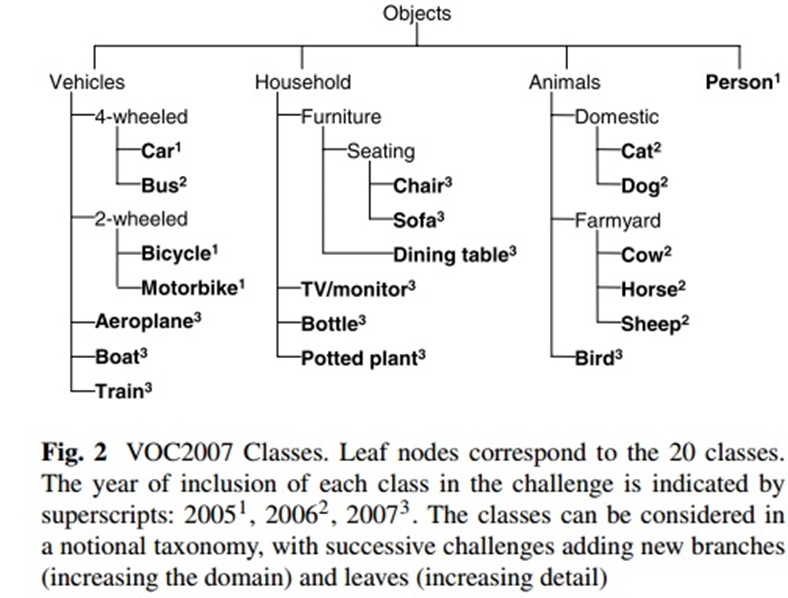 Objects
Vehicles Household Animals Person¹
4-wheeled Furniture Domestic
Car¹ Seating Cat²
Bus² Chair³ Dog²
2-wheeled Sofa³ Farmyard
Bicycle¹ Dining table³ Cow²
Motorbike¹ TV/monitor³ Horse²
Aeroplane³ Bottle³ Sheep²
Boat³ Potted plant³ Bird³
Train³
Fig. 2 VOC2007 Classes. Leaf nodes correspond to the 20 classes.
The year of inclusion of each class in the challenge is indicated by
superscripts: 2005¹, 2006², 2007³. The classes can be considered in
a notional taxonomy, with successive challenges adding new branches
(increasing the domain) and leaves (increasing detail)